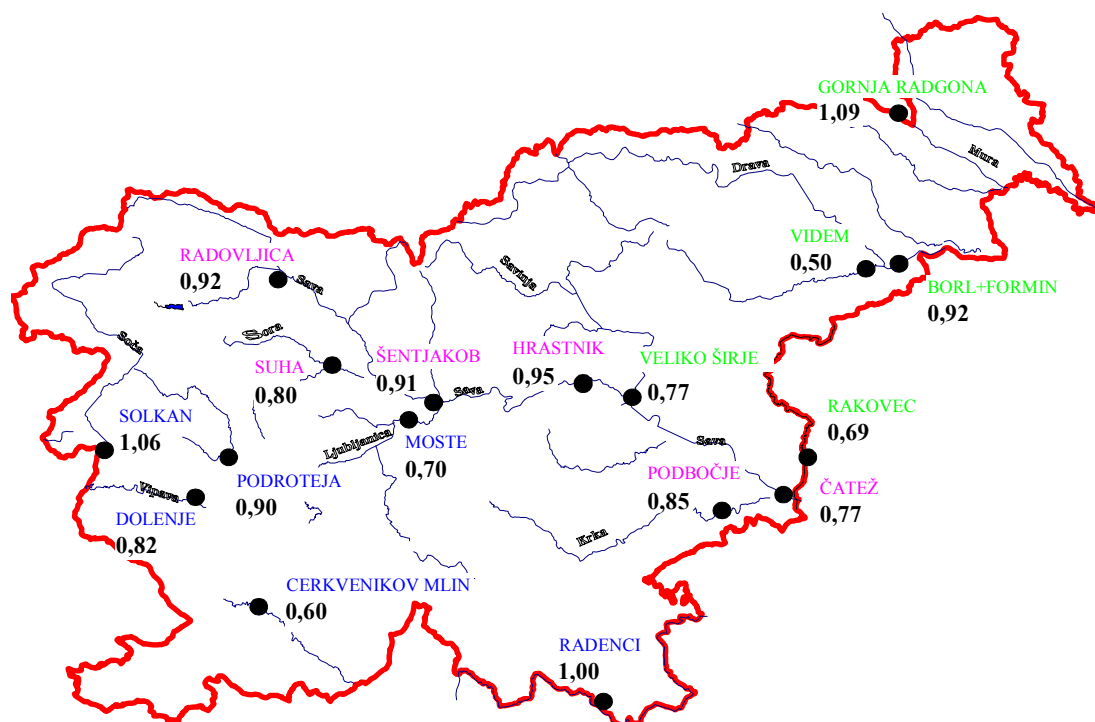 GORNJA RADGONA
1,09
Mura
Drava
VIDEM
0,50
BORL+FORMIN
0,92
RADOVLJICA
0,92
Sava
Savinja
Soča
Sora
SUHA
0,80
ŠENTJAKOB
0,91
Sava
HRASTNIK
0,95
VELIKO ŠIRJE
0,77
SOLKAN
1,06
Ljubljanica
MOSTE
0,70
RAKOVEC
0,69
Sava
Vipava
PODROTEJA
0,90
DOLENJE
0,82
PODBOČJE
0,85
ČATEŽ
0,77
Krka
CERKVENIKOV MLIN
0,60
RADENCI
1,00